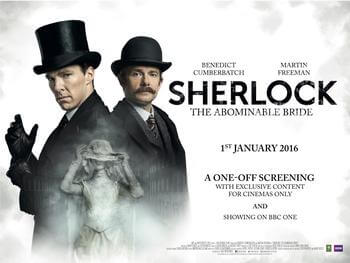 BENEDICT
CUMBERBATCH
MARTIN
FREEMAN
SHERLOCK
THE ABOMINABLE BRIDE
1ST JANUARY 2016
A ONE-OFF SCREENING
WITH EXCLUSIVE CONTENT
FOR CINEMAS ONLY
AND
SHOWING ON BBC ONE